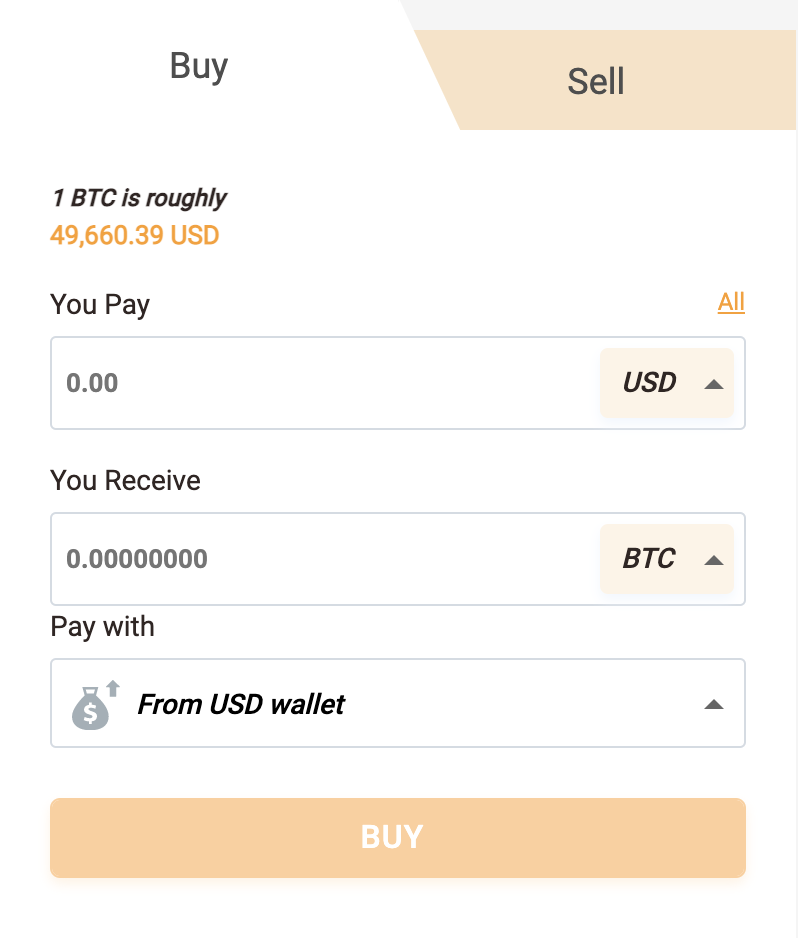 Buy
Sell
1 BTC is roughly
49,660.39 USD
You Pay
All
0.00
USD
You Receive
0.00000000
BTC
Pay with
$
From USD wallet
BUY